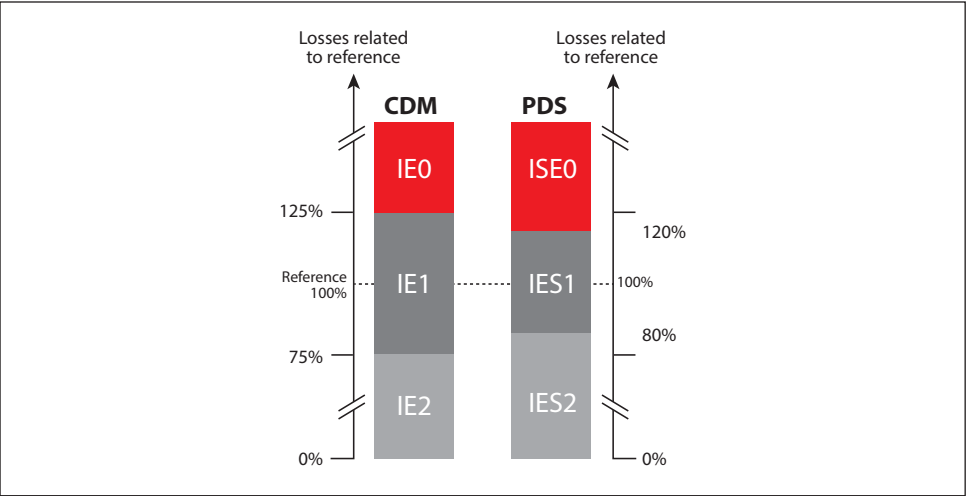 Losses related
to reference
Losses related
to reference
CDM
PDS
IE0
ISE0
125%
120%
Reference
100%
IE1
IES1
100%
75%
80%
IE2
IES2
0%
0%